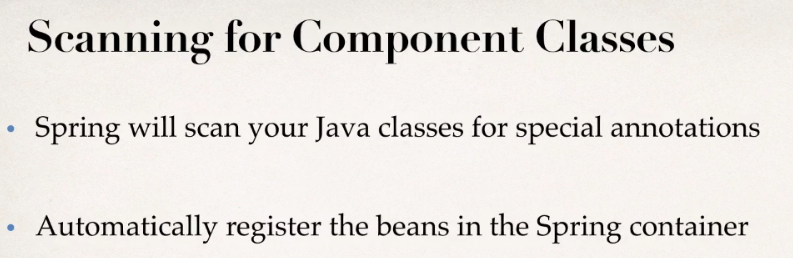 Scanning for Component Classes
• Spring will scan your Java classes for special annotations
• Automatically register the beans in the Spring container